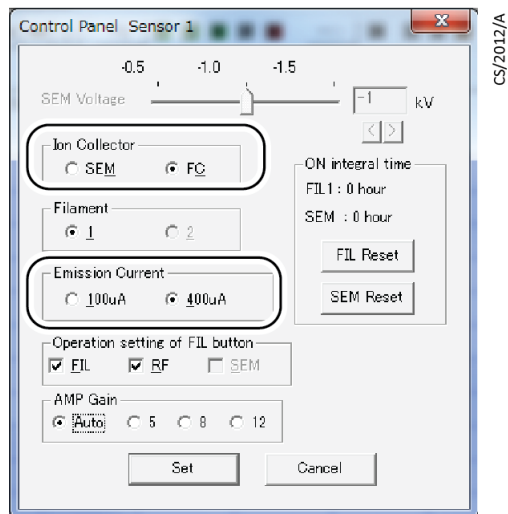 Control Panel Sensor 1
CS/2012/A
-0.5 -1.0 -1.5
SEM Voltage -1 kV
< >
Ion Collector
SEM FC
ON integral time
FIL1 : 0 hour
SEM : 0 hour
FIL Reset
SEM Reset
Filament
1 2
Emission Current
100uA 400uA
Operation setting of FIL button
FIL RF SEM
AMP Gain
Auto 5 8 12
Set Cancel